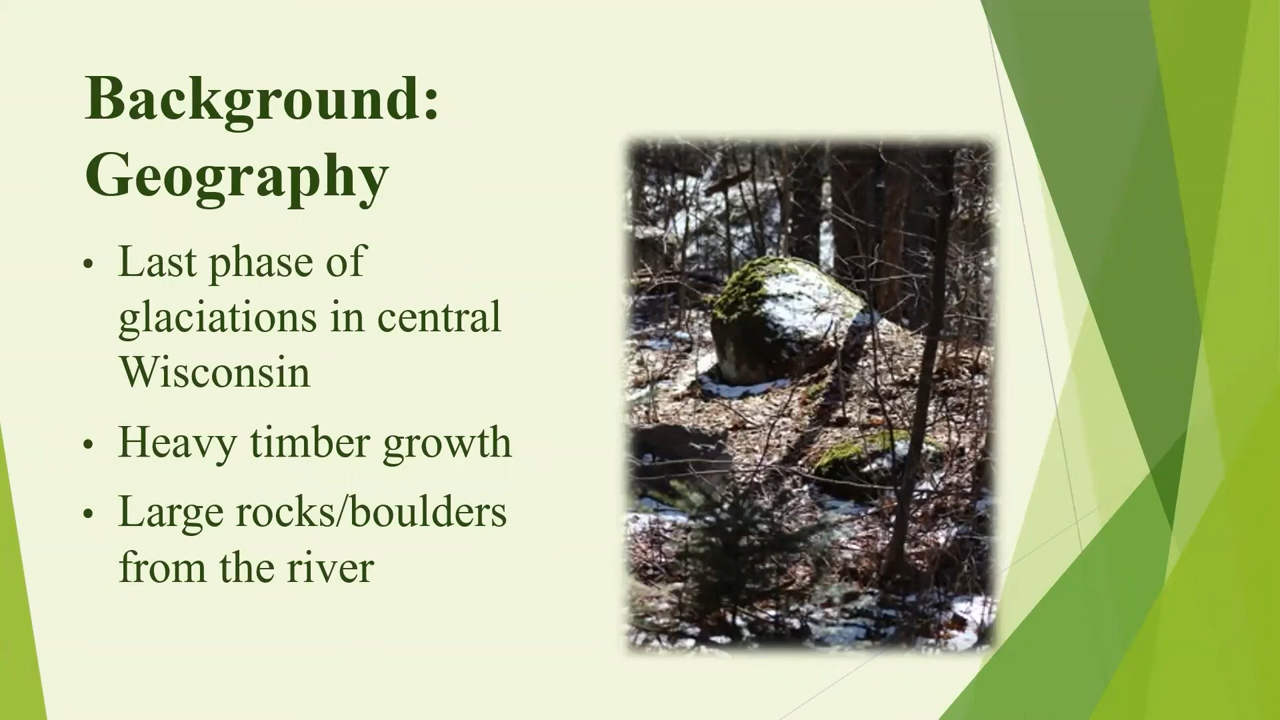 Background:
Geography
• Last phase of
glaciations in central
Wisconsin
• Heavy timber growth
• Large rocks/boulders
from the river